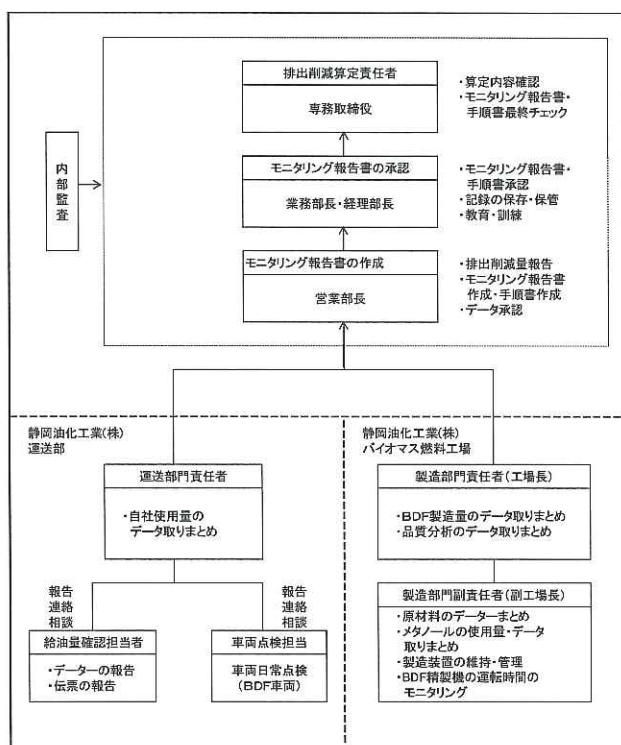 排出削減算定責任者
専務取締役
・算定内容確認
・モニタリング報告書・
手順書最終チェック
内部監査
モニタリング報告書の承認
業務部長・経理部長
・モニタリング報告書・
手順書承認
・記録の保存・保管
・教育・訓練
モニタリング報告書の作成
営業部長
・排出削減量報告
・モニタリング報告書
作成・手順書作成
・データ承認
静岡油化工業(株)
運送部
運送部門責任者
・自社使用量の
データ取りまとめ
報告
連絡
相談
給油量確認担当者
・データーの報告
・伝票の報告
報告
連絡
相談
車両点検担当
車両日常点検
(BDF車両)
静岡油化工業(株)
バイオマス燃料工場
製造部門責任者(工場長)
・BDF製造量のデータ取りまとめ
・品質分析のデータ取りまとめ
製造部門副責任者(副工場長)
・原材料のデーターまとめ
・メタノールの使用量・データ
取りまとめ
・製造装置の維持・管理
・BDF精製機の運転時間の
モニタリング